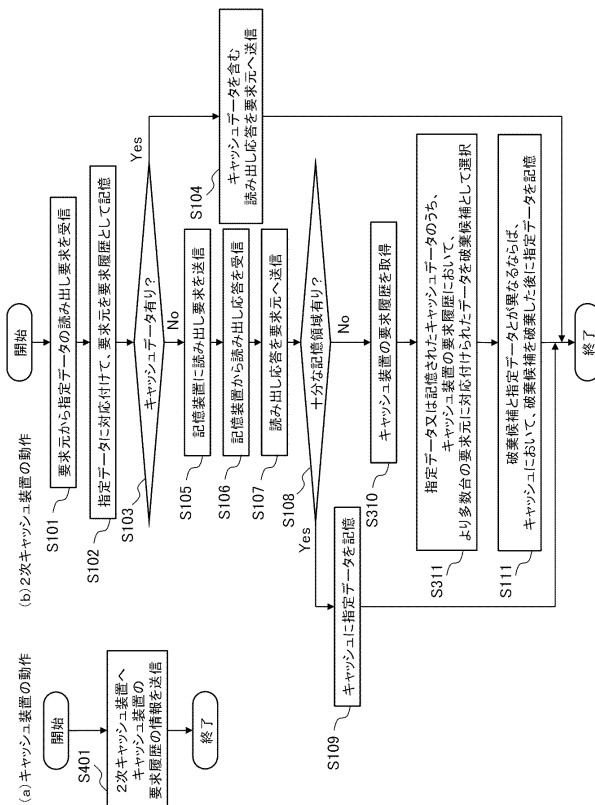 (a)キャッシュ装置の動作
開始
S401
2次キャッシュ装置へ
キャッシュ装置の
要求履歴の情報を送信
終了
(b)2次キャッシュ装置の動作
開始
S101
要求元から指定データの読み出し要求を受信
S102
指定データに対応付けて、要求元を要求履歴として記憶
S103
キャッシュデータ有り？
Yes
No
S104
キャッシュデータを含む
読み出し応答を要求元へ送信
S105
記憶装置に読み出し要求を送信
S106
記憶装置から読み出し応答を受信
S107
読み出し応答を要求元へ送信
S108
十分な記憶領域有り？
Yes
No
S109
キャッシュに指定データを記憶
S310
キャッシュ装置の要求履歴を取得
S311
指定データ又は記憶されたキャッシュデータのうち、
キャッシュ装置の要求履歴において、
より多数台の要求元に対応付けられたデータを破棄候補として選択
S111
破棄候補と指定データとが異なるならば、
キャッシュにおいて、破棄候補を破棄した後に指定データを記憶
終了